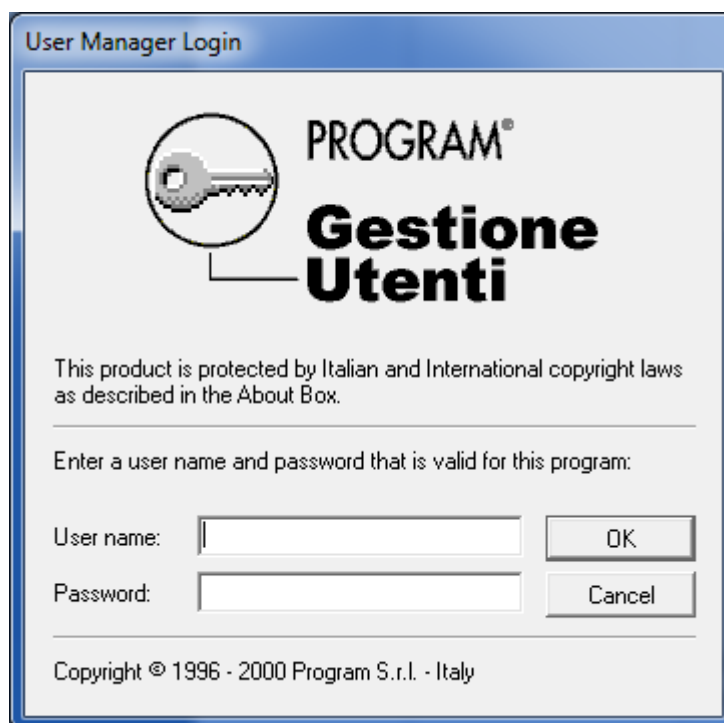 User Manager Login
PROGRAM®
Gestione
Utenti
This product is protected by Italian and International copyright laws
as described in the About Box.
Enter a user name and password that is valid for this program:
User name:
OK
Password:
Cancel
Copyright © 1996 - 2000 Program S.r.l. - Italy